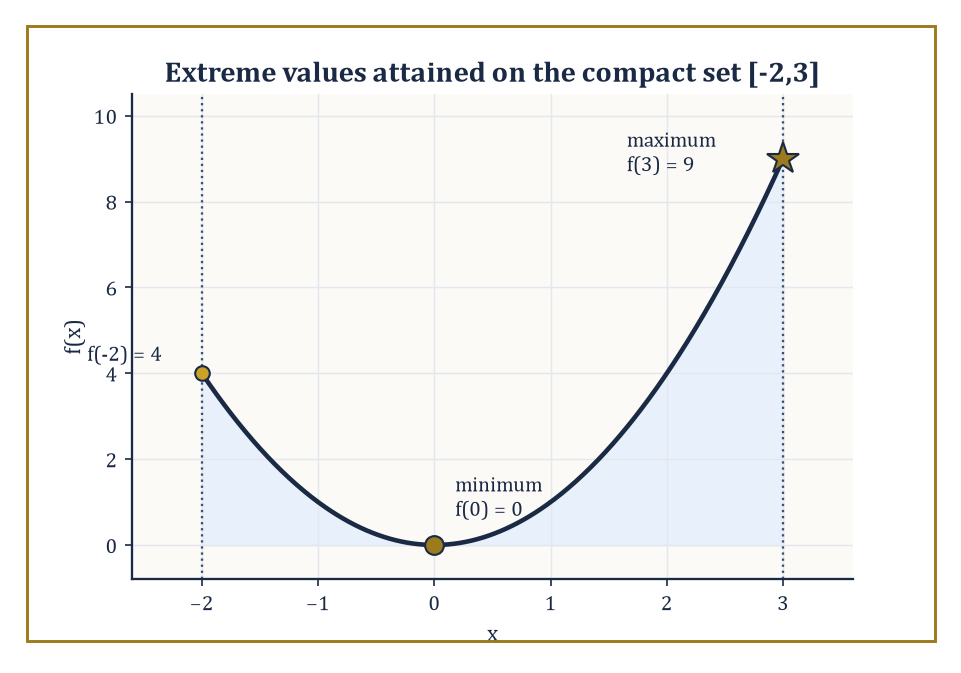 Extreme values attained on the compact set [-2,3]
10
maximum
f(3) = 9
8
6
f(x)
f(-2) = 4
4
2
minimum
f(0) = 0
0
−2 −1 0 1 2 3
x